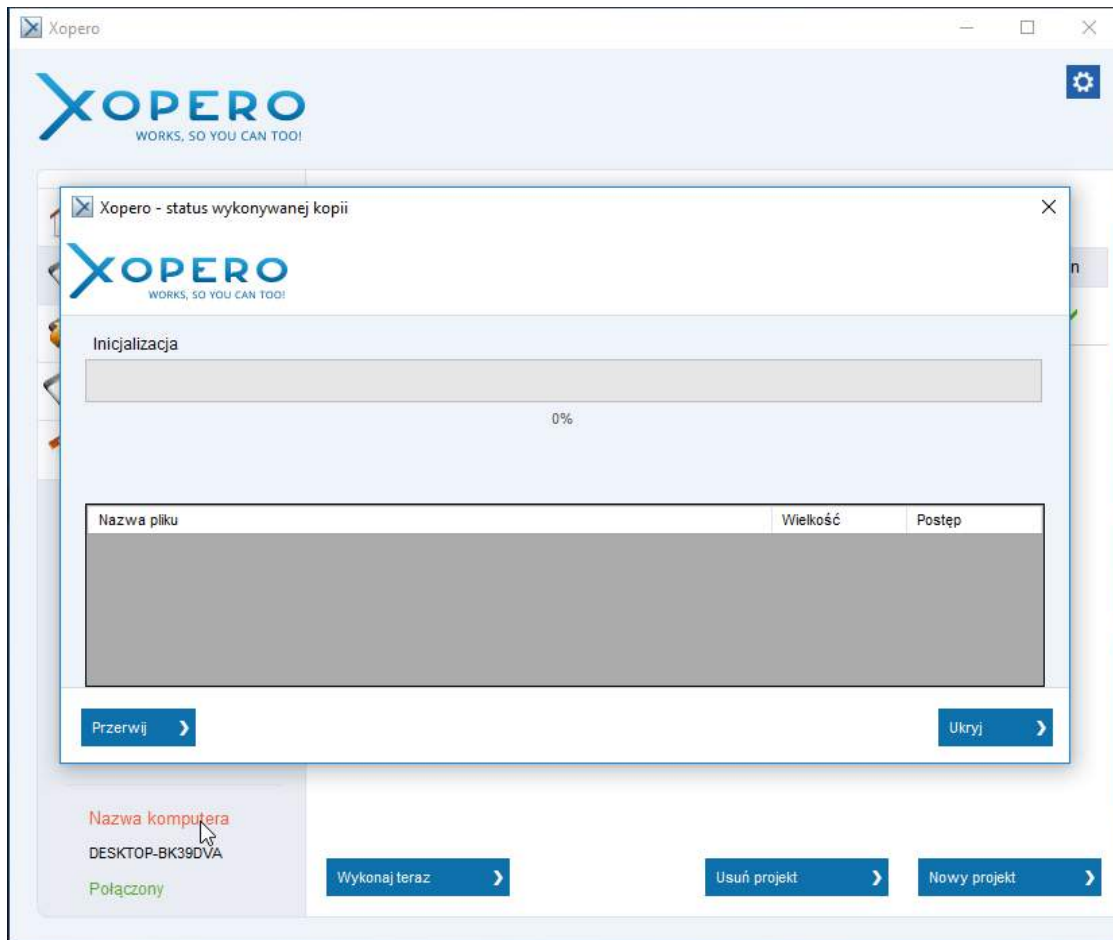 Xopero
XOPERO
WORKS, SO YOU CAN TOO!
Xopero - status wykonywanej kopii
XOPERO
WORKS, SO YOU CAN TOO!
n
Inicjalizacja
0%
Nazwa pliku Wielkość Postęp
Przerwij Ukryj
Nazwa komputera
DESKTOP-BK39DVA
Połączony
Wykonaj teraz Usuń projekt Nowy projekt